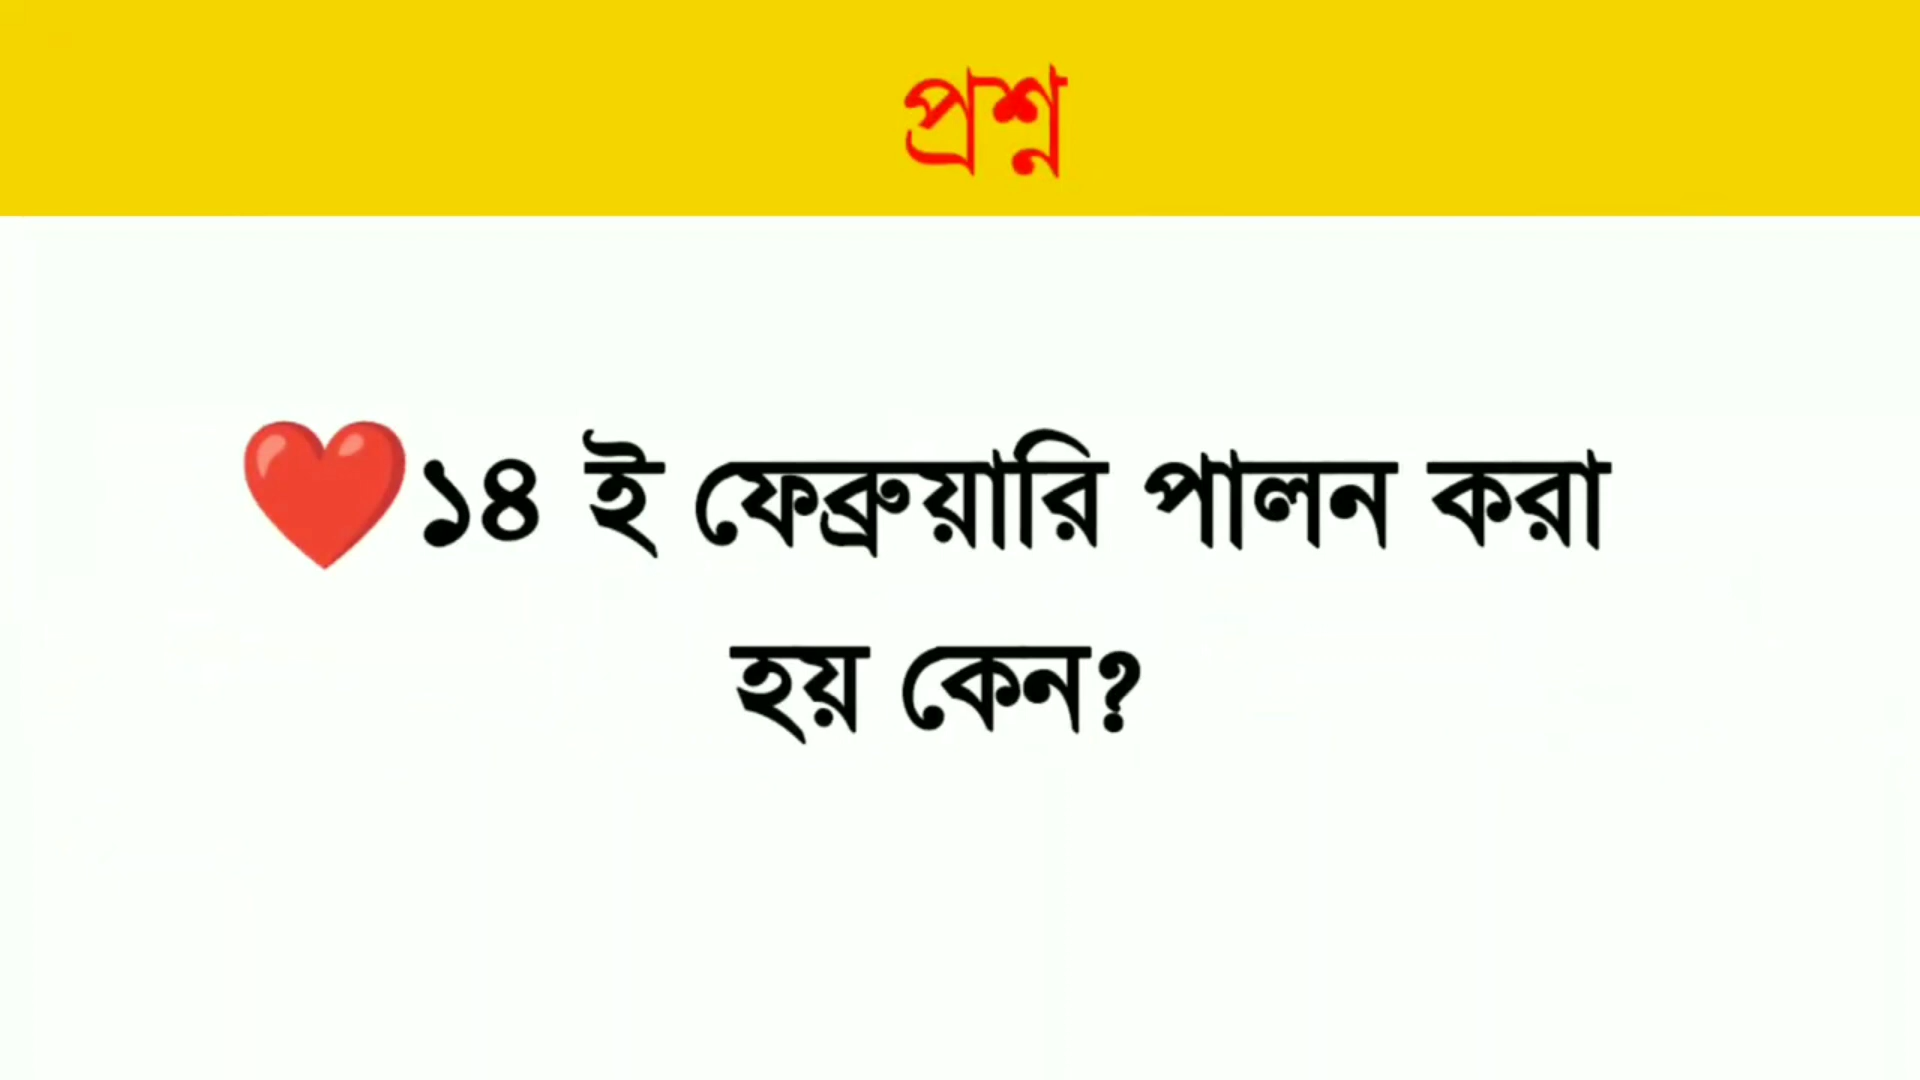 প্রশ্ন
❤️১৪ ই ফেব্রুয়ারি পালন করা
হয় কেন?